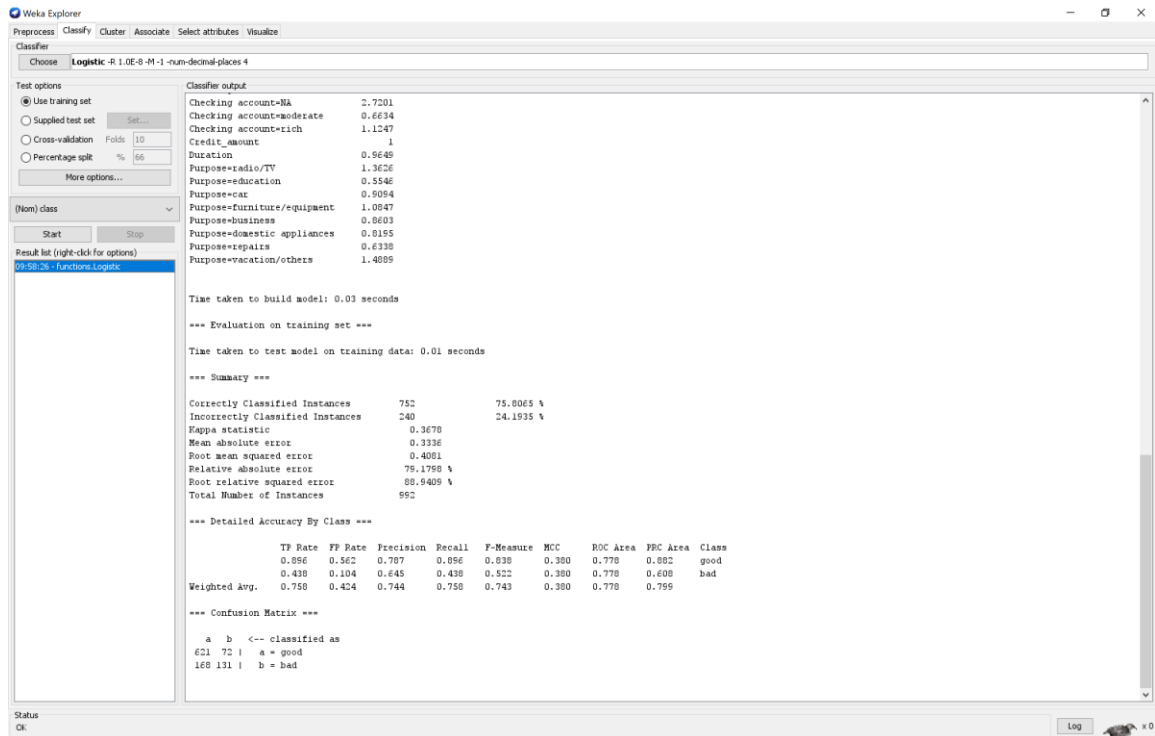 Weka Explorer
Preprocess Classify Cluster Associate Select attributes Visualize
Classifier
Choose Logistic -R 1.0E-8 -M -1 -num-decimal-places 4
Test options
Use training set
Supplied test set Set...
Cross-validation Folds 10
Percentage split % 66
More options...
(Nom) class
Start Stop
Result list (right-click for options)
09:58:26 - functions.Logistic
Classifier output
Checking account=NA 2.7201
Checking account=moderate 0.6634
Checking account=rich 1.1247
Credit_amount 1
Duration 0.9649
Purpose=radio/TV 1.3626
Purpose=education 0.5546
Purpose=car 0.9094
Purpose=furniture/equipment 1.0847
Purpose=business 0.8603
Purpose=domestic appliances 0.8195
Purpose=repairs 0.6338
Purpose=vacation/others 1.4889
Time taken to build model: 0.03 seconds
=== Evaluation on training set ===
Time taken to test model on training data: 0.01 seconds
=== Summary ===
Correctly Classified Instances 752 75.8065 %
Incorrectly Classified Instances 240 24.1935 %
Kappa statistic 0.3678
Mean absolute error 0.3336
Root mean squared error 0.4081
Relative absolute error 79.1798 %
Root relative squared error 88.9409 %
Total Number of Instances 992
=== Detailed Accuracy By Class ===
TP Rate FP Rate Precision Recall F-Measure MCC ROC Area PRC Area Class
0.896 0.562 0.787 0.896 0.838 0.380 0.778 0.882 good
0.438 0.104 0.645 0.438 0.522 0.380 0.778 0.608 bad
Weighted Avg. 0.758 0.424 0.744 0.758 0.743 0.380 0.778 0.799
=== Confusion Matrix ===
a b <-- classified as
621 72 | a = good
168 131 | b = bad
Status
OK
Log x 0